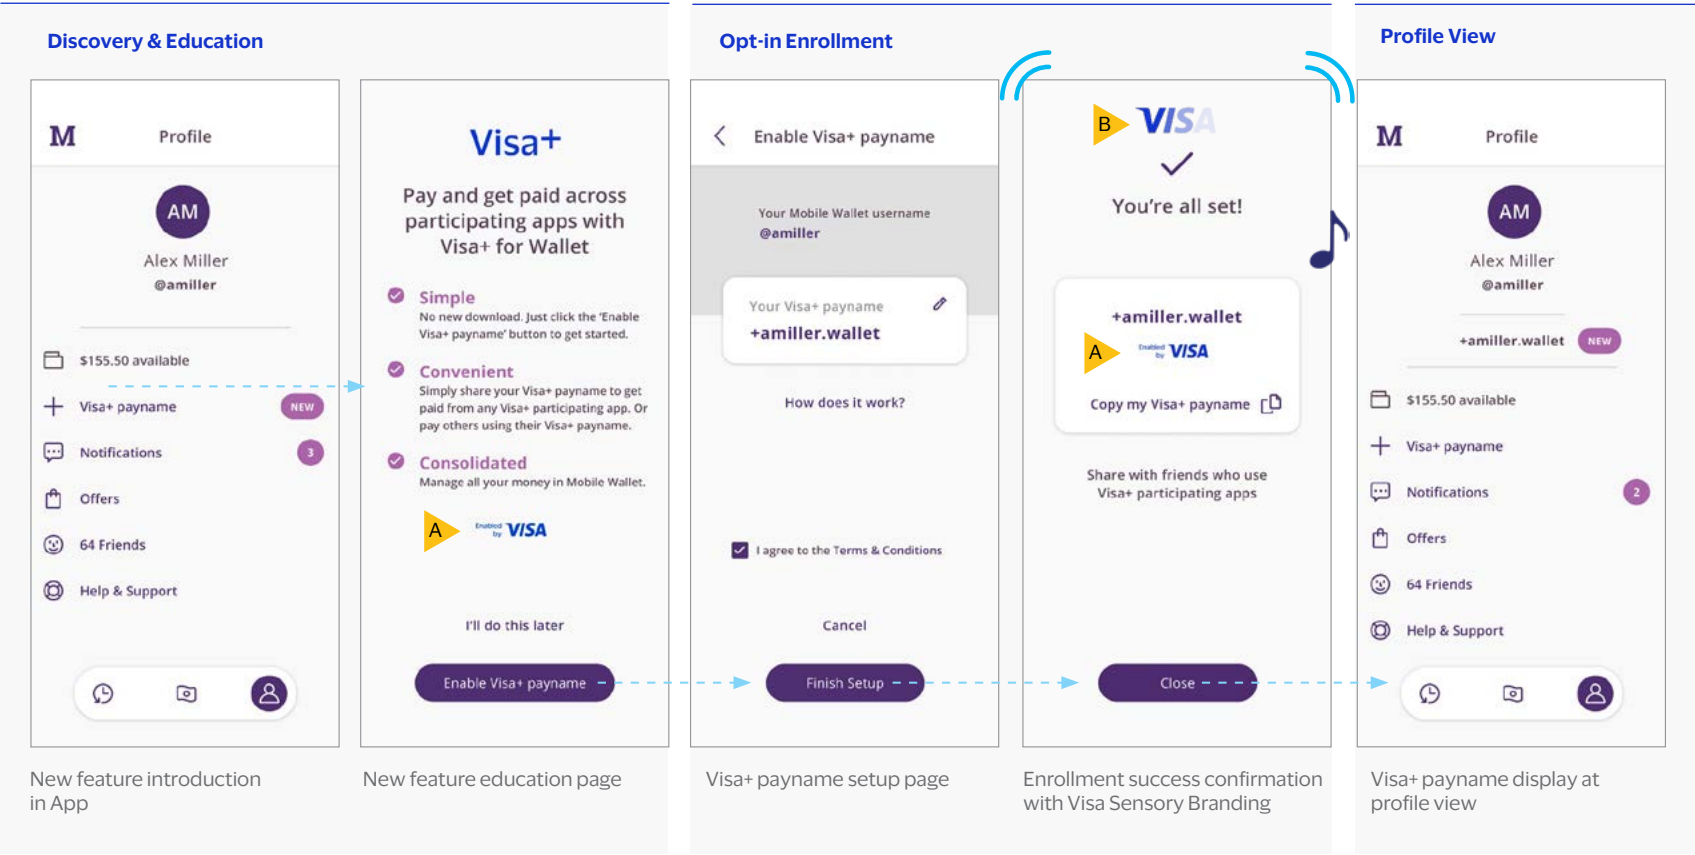 Discovery & Education
Opt-in Enrollment
Profile View
M
Profile
AM
Alex Miller
@amiller
$155.50 available
Visa+ payname
NEW
Notifications
3
Offers
64 Friends
Help & Support
New feature introduction
in App
Visa+
Pay and get paid across
participating apps with
Visa+ for Wallet
Simple
No new download. Just click the 'Enable
Visa+ payname' button to get started.
Convenient
Simply share your Visa+ payname to get
paid from any Visa+ participating app. Or
pay others using their Visa+ payname.
Consolidated
Manage all your money in Mobile Wallet.
A
Enabled
by VISA
I'll do this later
Enable Visa+ payname
New feature education page
Enable Visa+ payname
Your Mobile Wallet username
@amiller
Your Visa+ payname
+amiller.wallet
How does it work?
I agree to the Terms & Conditions
Cancel
Finish Setup
Visa+ payname setup page
B
VISA
You're all set!
+amiller.wallet
A
Enabled
by VISA
Copy my Visa+ payname
Share with friends who use
Visa+ participating apps
Close
Enrollment success confirmation
with Visa Sensory Branding
M
Profile
AM
Alex Miller
@amiller
+amiller.wallet
NEW
$155.50 available
Visa+ payname
Notifications
2
Offers
64 Friends
Help & Support
Visa+ payname display at
profile view